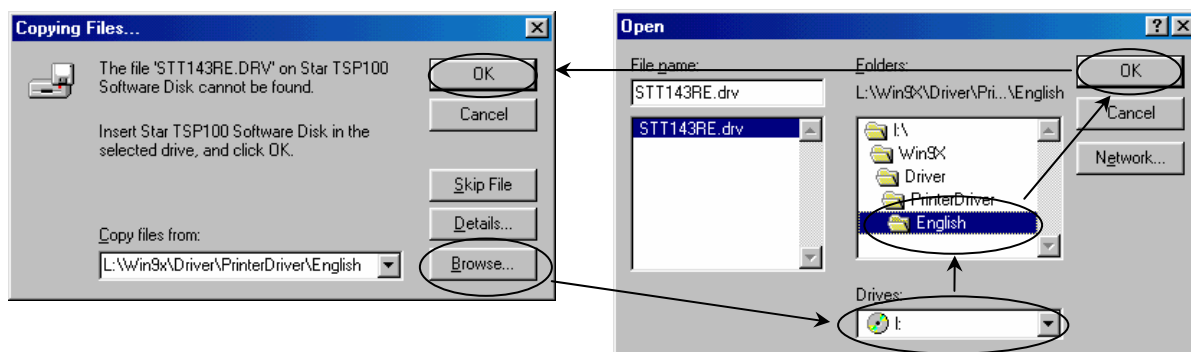 Copying Files...
The file 'STT143RE.DRV' on Star TSP100
Software Disk cannot be found.
Insert Star TSP100 Software Disk in the
selected drive, and click OK.
Copy files from:
L:\Win9x\Driver\PrinterDriver\English
OK
Cancel
Skip File
Details...
Browse...
Open
File name:
STT143RE.drv
STT143RE.drv
Folders:
L:\Win9X\Driver\Pri...\English
l:\
Win9X
Driver
PrinterDriver
English
Drives:
l:
OK
Cancel
Network...